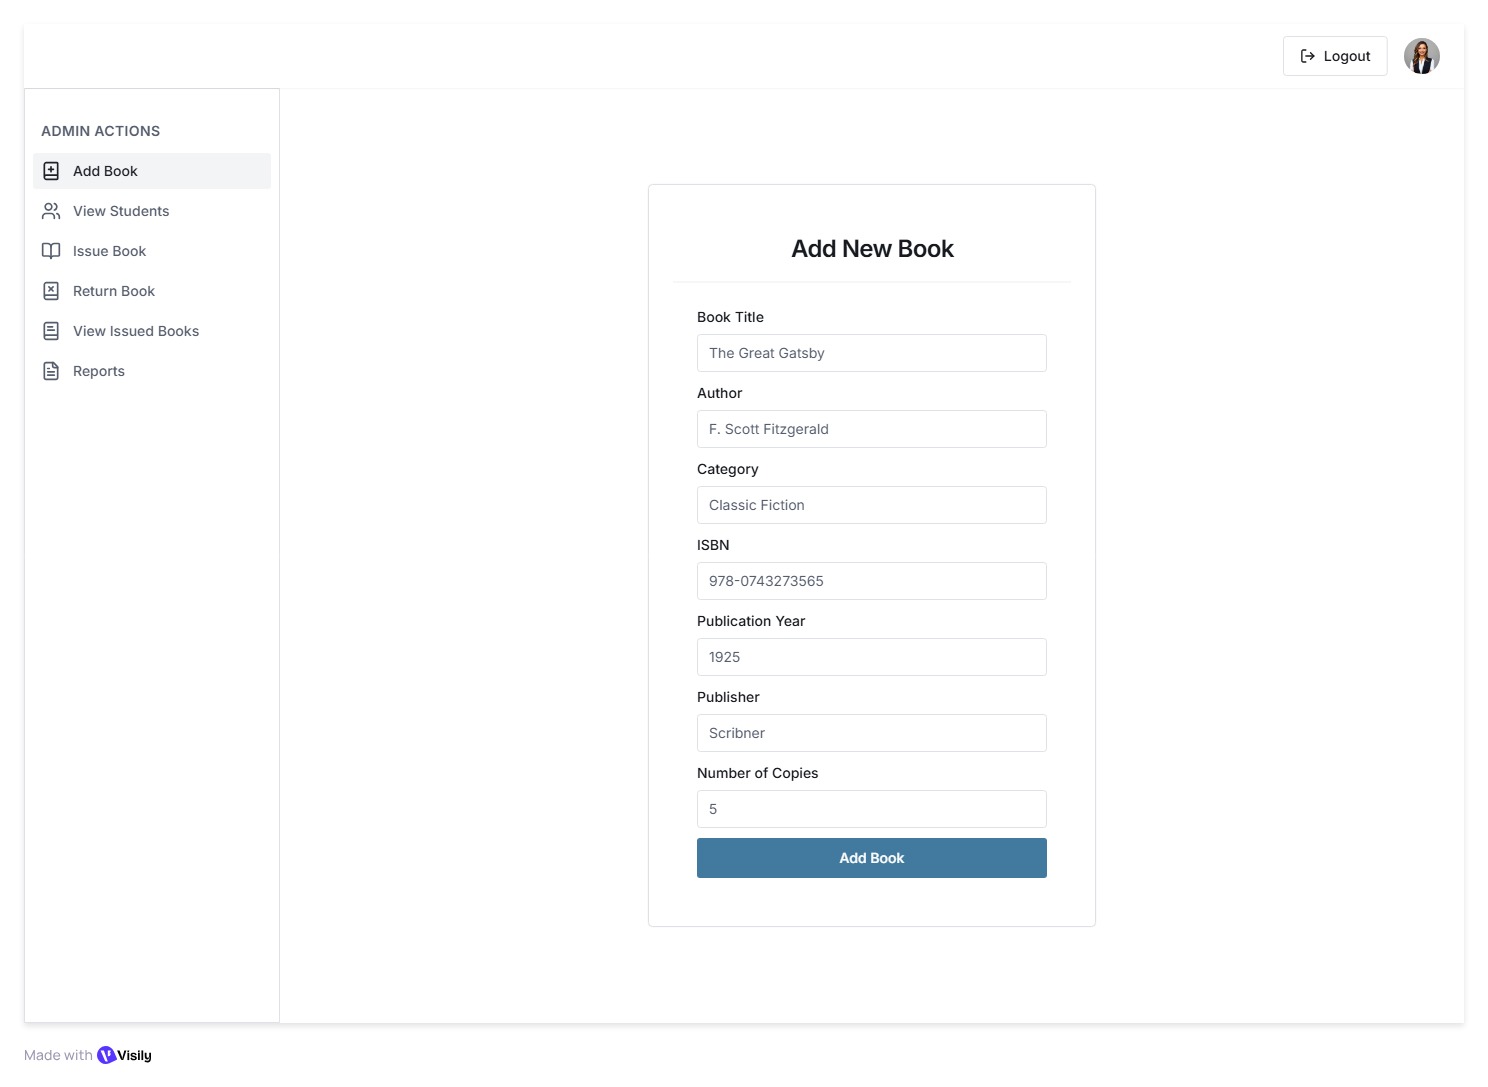 Logout
ADMIN ACTIONS
Add Book
View Students
Issue Book
Return Book
View Issued Books
Reports
Add New Book
Book Title
The Great Gatsby
Author
F. Scott Fitzgerald
Category
Classic Fiction
ISBN
978-0743273565
Publication Year
1925
Publisher
Scribner
Number of Copies
5
Add Book
Made with Visily